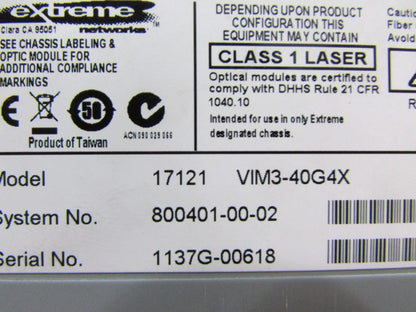 extreme
Clara CA 95051 networks
SEE CHASSIS LABELING &
OPTIC MODULE FOR
ADDITIONAL COMPLIANCE
MARKINGS
50
ACN 090 029 066
Product of Taiwan
DEPENDING UPON PRODUCT
CONFIGURATION THIS
EQUIPMENT MAY CONTAIN
CLASS 1 LASER
Optical modules are certified to
comply with DHHS Rule 21 CFR
1040.10
Intended for use in only Extreme
designated chassis.
Cautio
Fiber
Avoid
Model 17121 VIM3-40G4X
System No. 800401-00-02
Serial No. 1137G-00618